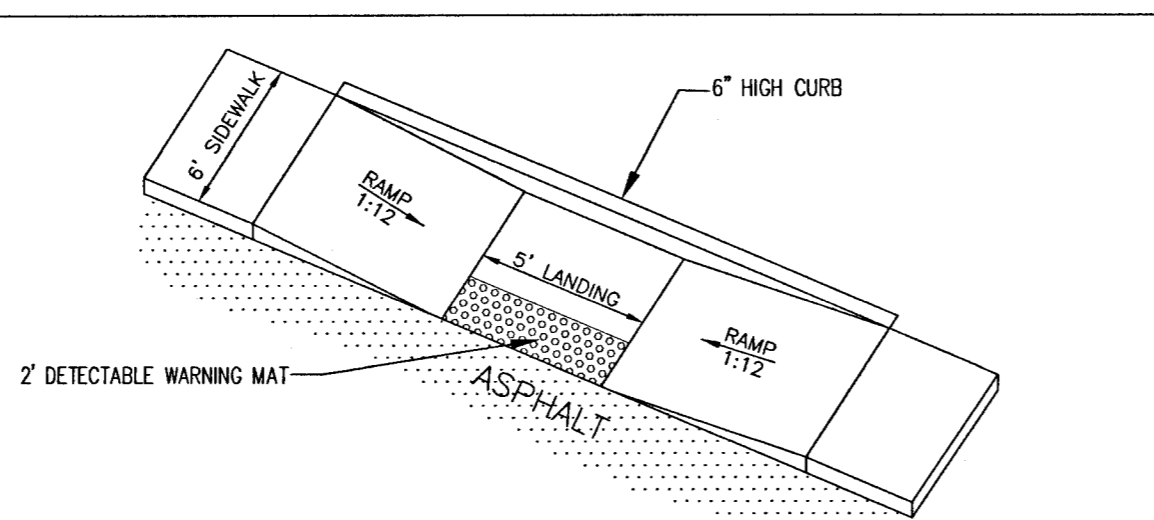 6" HIGH CURB
6' SIDEWALK
RAMP
1:12
5' LANDING
RAMP
1:12
2' DETECTABLE WARNING MAT
ASPHALT